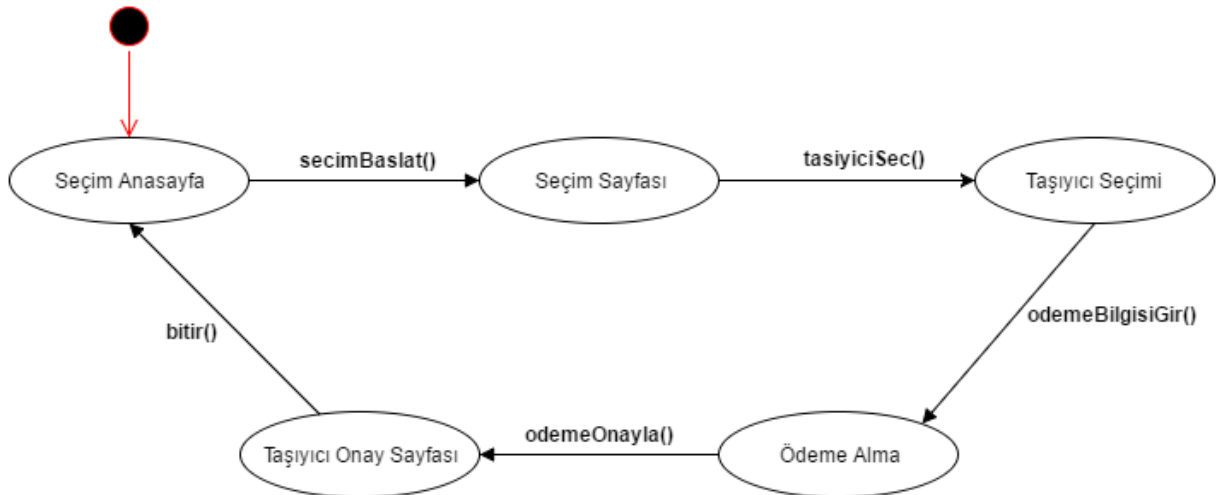 secimBaslat()
tasiyiciSec()
Seçim Anasayfa
Seçim Sayfası
Taşıyıcı Seçimi
odemeBilgisiGir()
bitir()
odemeOnayla()
Taşıyıcı Onay Sayfası
Ödeme Alma